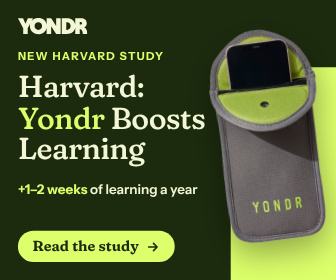 YONDR
NEW HARVARD STUDY
Harvard:
Yondr Boosts
Learning
+1–2 weeks of learning a year
Read the study →
YONDR